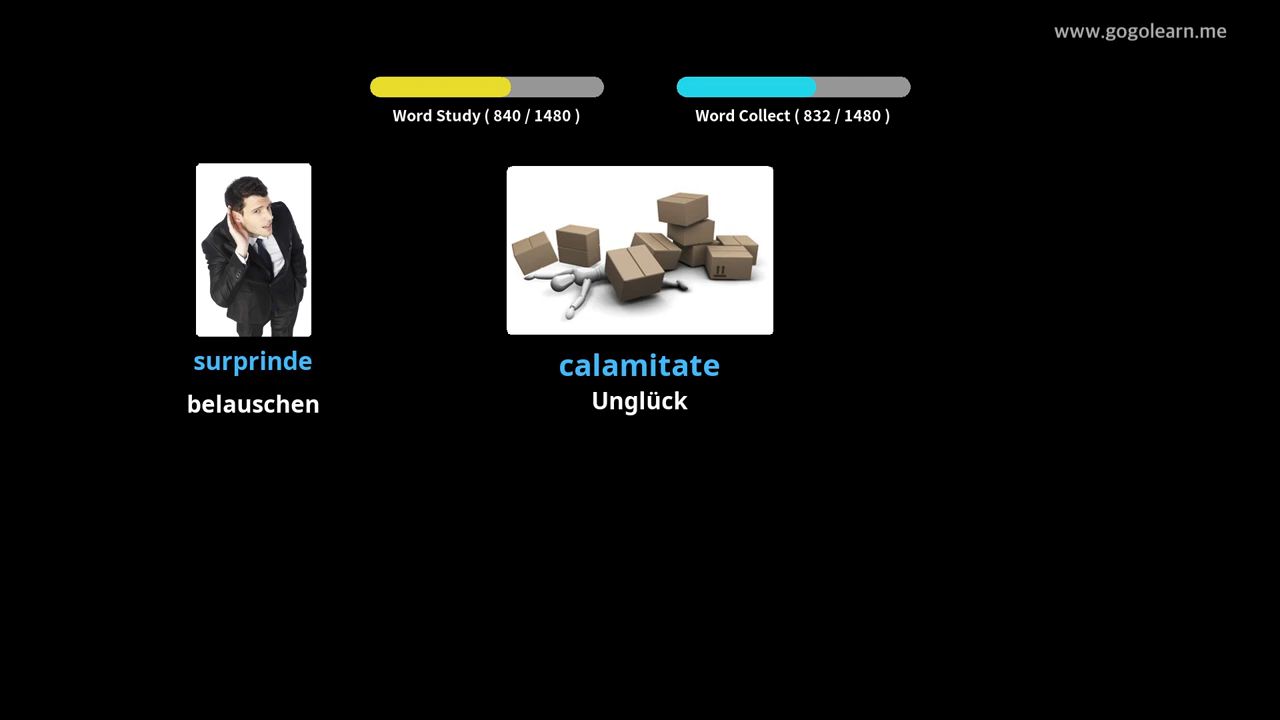 www.gogolearn.me
Word Study ( 840 / 1480 )
Word Collect ( 832 / 1480 )
surprinde
belauschen
calamitate
Unglück